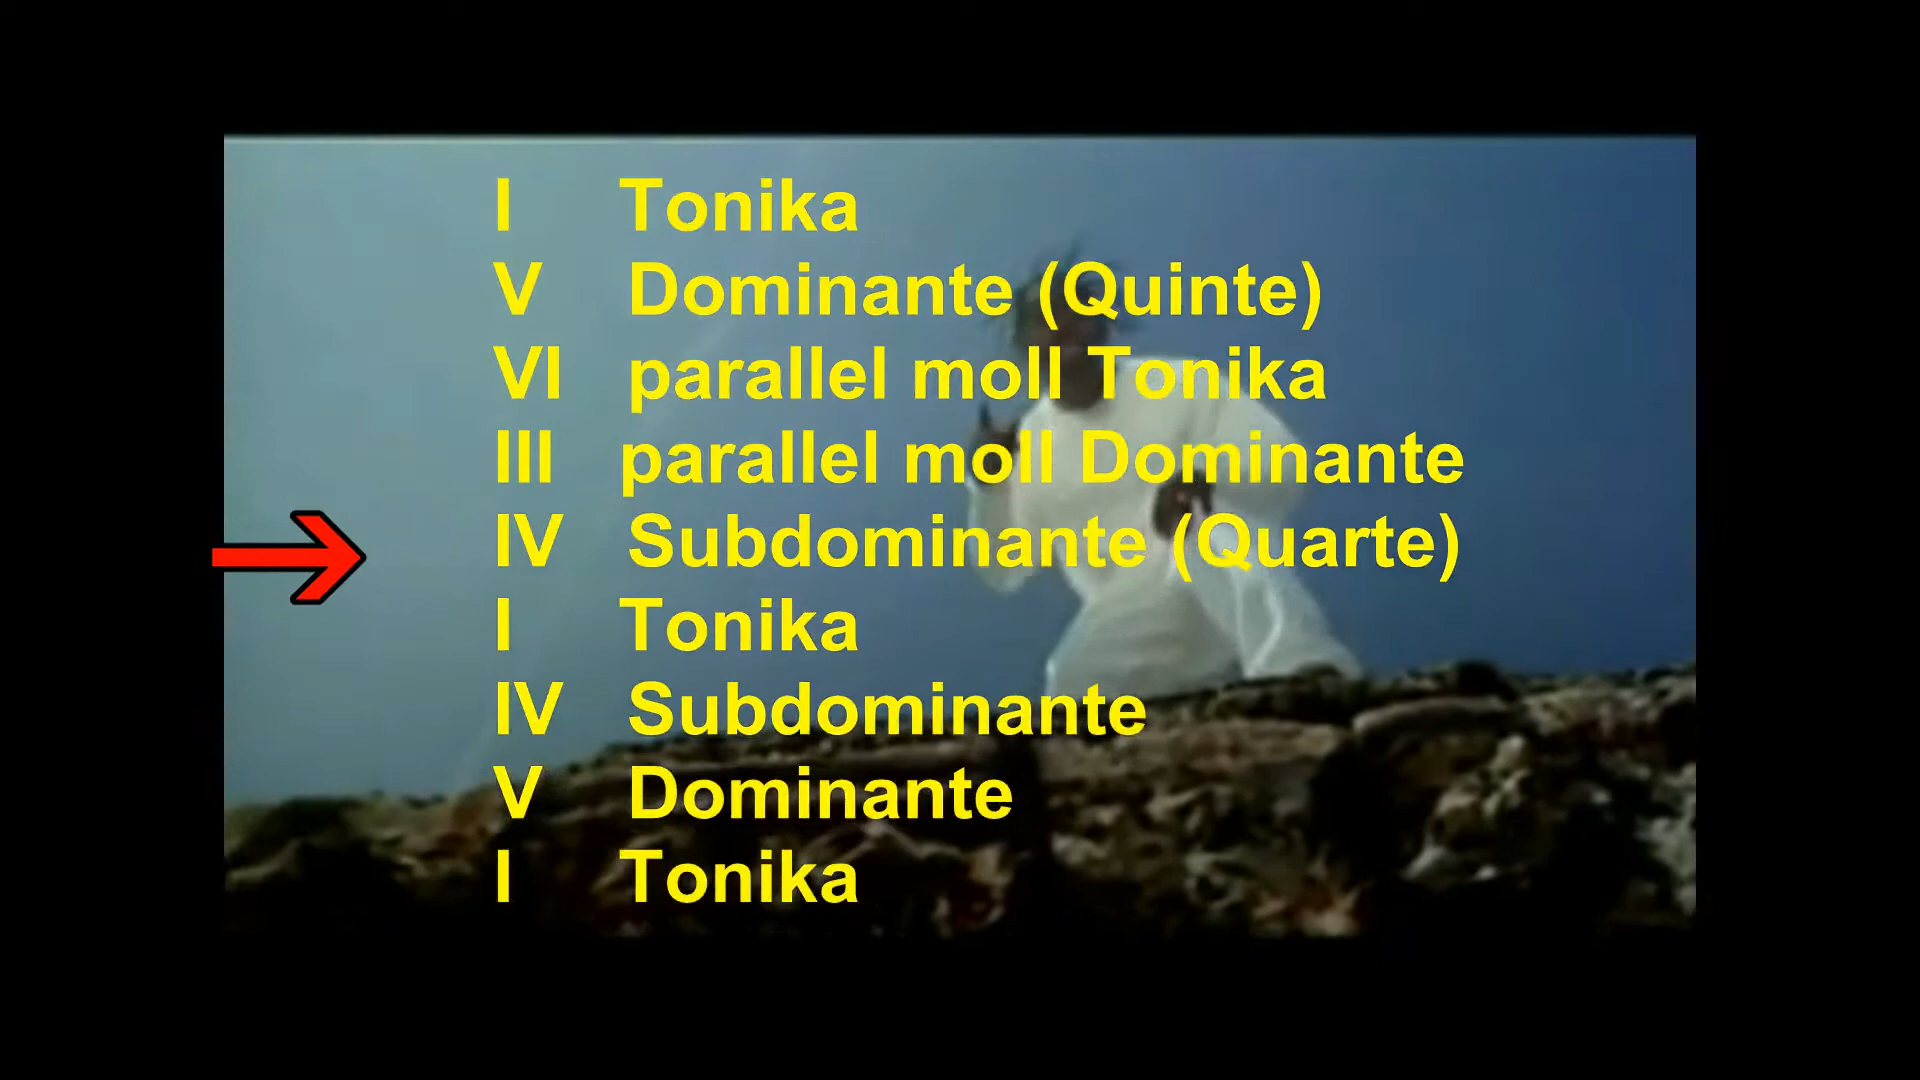 I Tonika
V Dominante (Quinte)
VI parallel moll Tonika
III parallel moll Dominante
IV Subdominante (Quarte)
I Tonika
IV Subdominante
V Dominante
I Tonika